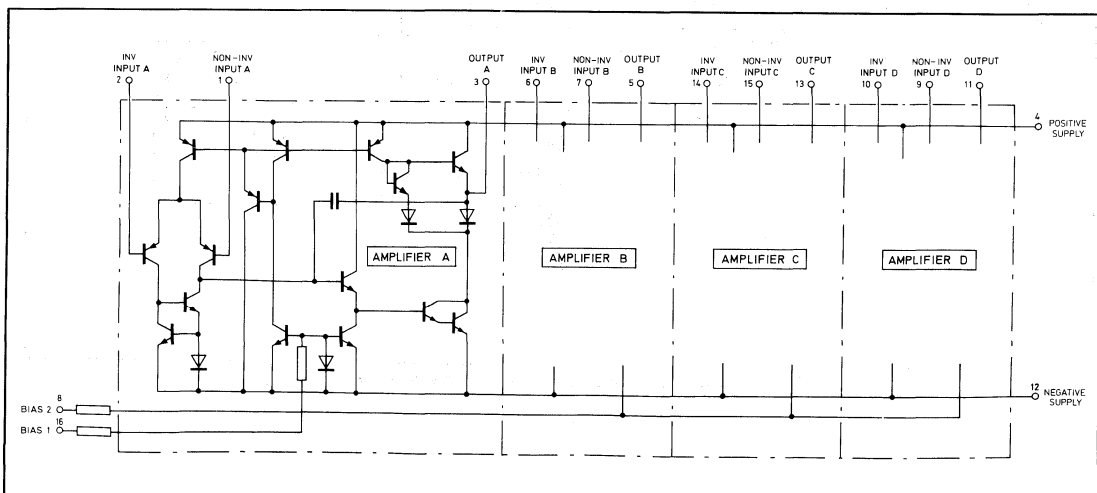 INV
INPUT A
2
NON-INV
INPUT A
1
OUTPUT
A
3
INV
INPUT B
6
NON-INV
INPUT B
7
OUTPUT
B
5
INV
INPUT C
14
NON-INV
INPUT C
15
OUTPUT
C
13
INV
INPUT D
10
NON-INV
INPUT D
9
OUTPUT
D
11
4
POSITIVE
SUPPLY
AMPLIFIER A
AMPLIFIER B
AMPLIFIER C
AMPLIFIER D
12
NEGATIVE
SUPPLY
8
BIAS 2
16
BIAS 1